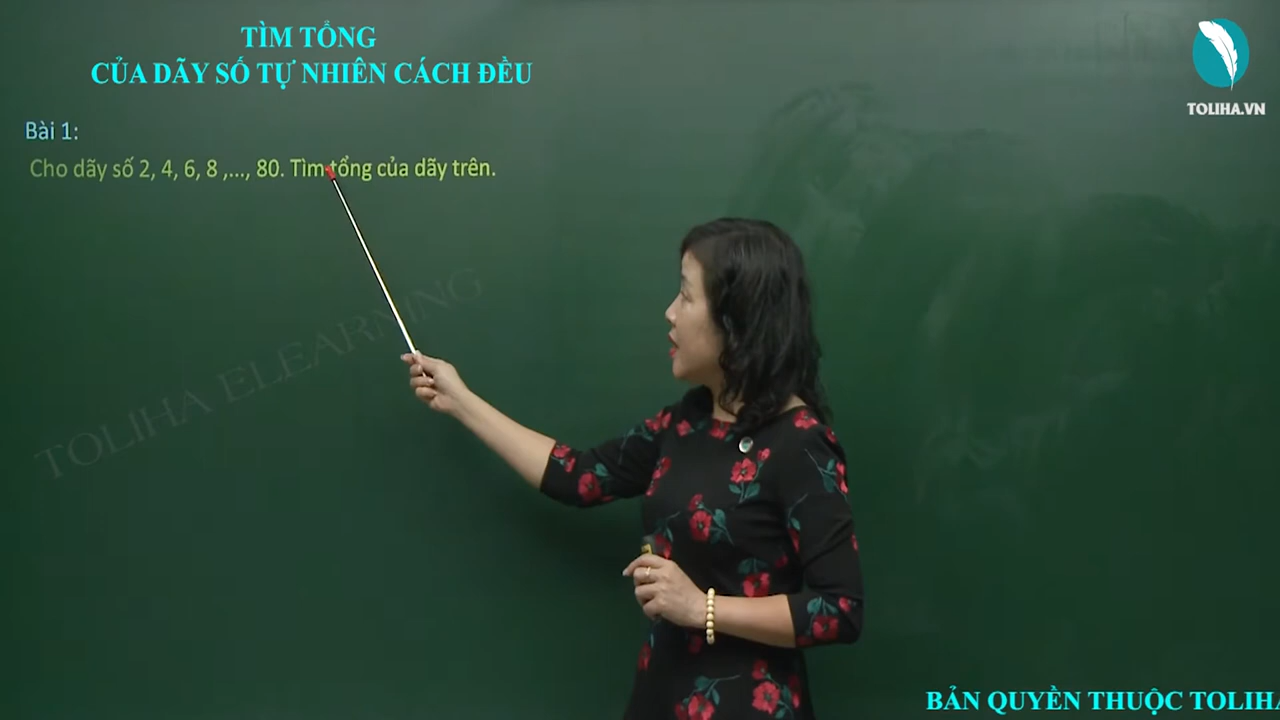 TÌM TỔNG
CỦA DÃY SỐ TỰ NHIÊN CÁCH ĐỀU
TOLIHA.VN
Bài 1:
Cho dãy số 2, 4, 6, 8 ,..., 80. Tìm tổng của dãy trên.
TOLIHA ELEARNING
BẢN QUYỀN THUỘC TOLIHA